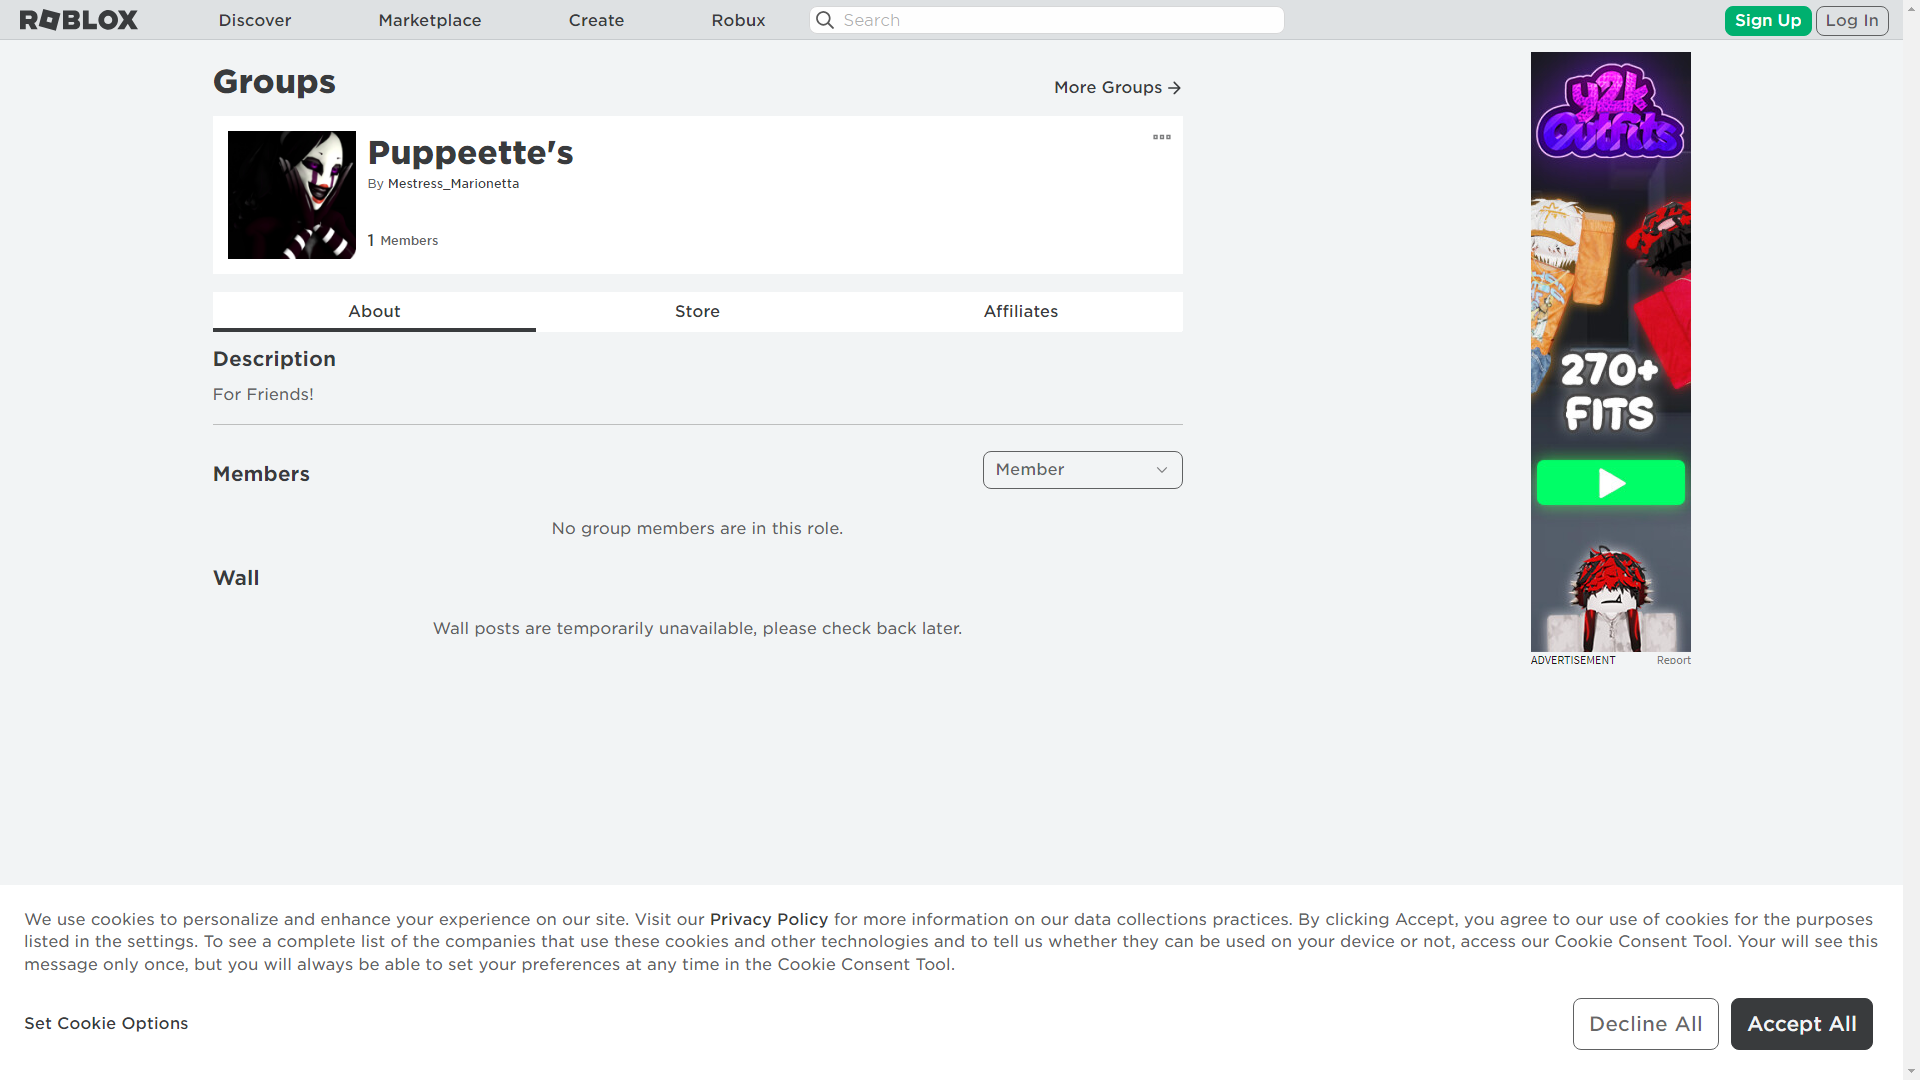 ROBLOX
Discover
Marketplace
Create
Robux
Search
Sign Up
Log In
Groups
More Groups
Puppeette's
By Mestress_Marionetta
1 Members
About
Store
Affiliates
Description
For Friends!
Members
Member
No group members are in this role.
Wall
Wall posts are temporarily unavailable, please check back later.
y2k
Outfits
270+
FITS
ADVERTISEMENT
Report
We use cookies to personalize and enhance your experience on our site. Visit our Privacy Policy for more information on our data collections practices. By clicking Accept, you agree to our use of cookies for the purposes
listed in the settings. To see a complete list of the companies that use these cookies and other technologies and to tell us whether they can be used on your device or not, access our Cookie Consent Tool. Your will see this
message only once, but you will always be able to set your preferences at any time in the Cookie Consent Tool.
Set Cookie Options
Decline All
Accept All